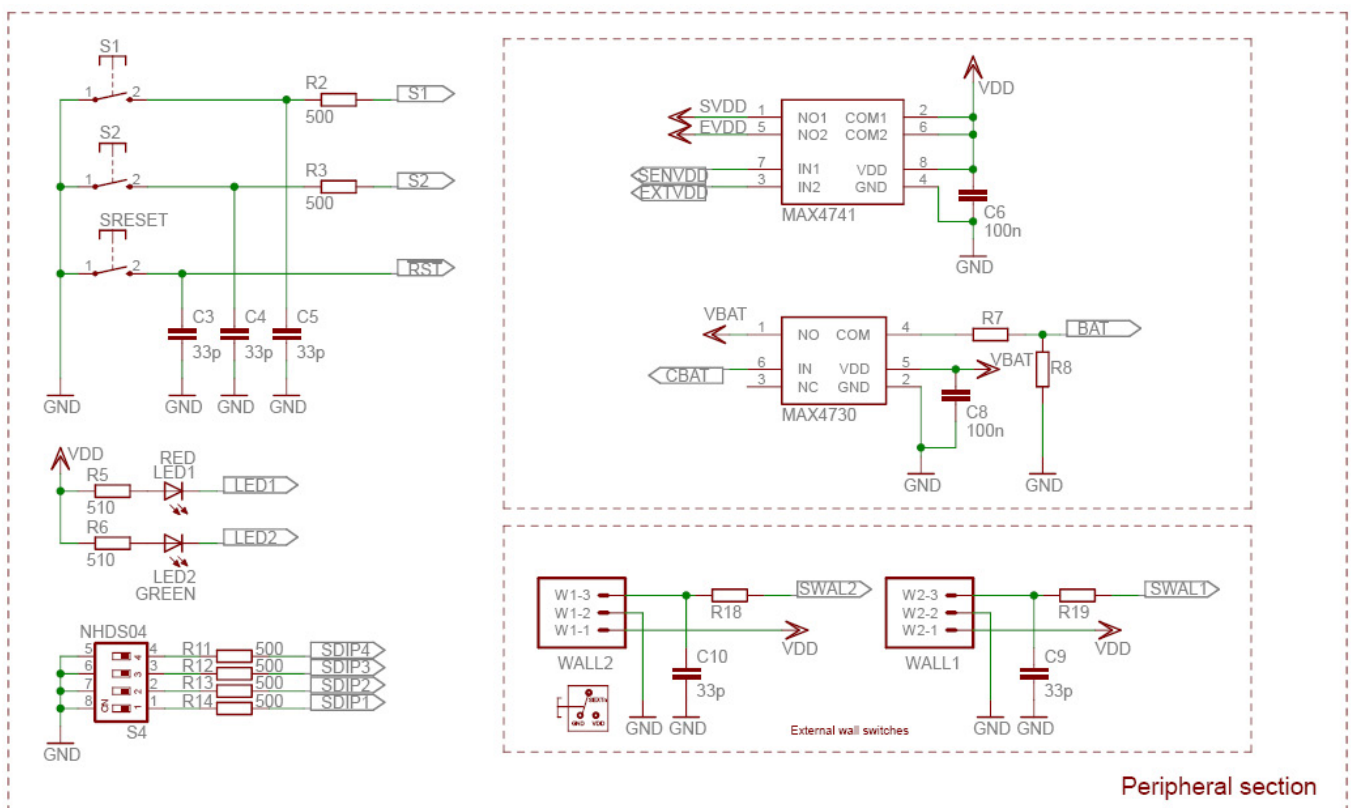 S1
1 2
R2
500
S1
S2
1 2
R3
500
S2
SRESET
1 2
RST
C3
33p
C4
33p
C5
33p
GND
GND
GND
GND
VDD
R5
510
RED
LED1
LED1
R6
510
LED2
LED2
GREEN
NHDS04
5 4 4 R11 500 SDIP4
6 3 3 R12 500 SDIP3
7 2 2 R13 500 SDIP2
8 ON 1 1 R14 500 SDIP1
S4
GND
VDD
SVDD 1 NO1 COM1 2
EVDD 5 NO2 COM2 6
SENVDD 7 IN1 VDD 8
EXTVDD 3 IN2 GND 4
MAX4741
C6
100n
GND
VBAT 1 NO COM 4 R7 BAT
CBAT 6 IN VDD 5 VBAT
3 NC GND 2
MAX4730
R8
C8
100n
GND
GND
W1-3
W1-2
W1-1
WALL2
R18
SWAL2
VDD
C10
33p
GND
GND
GND VDD
W2-3
W2-2
W2-1
WALL1
R19
SWAL1
VDD
C9
33p
GND
GND
External wall switches
Peripheral section